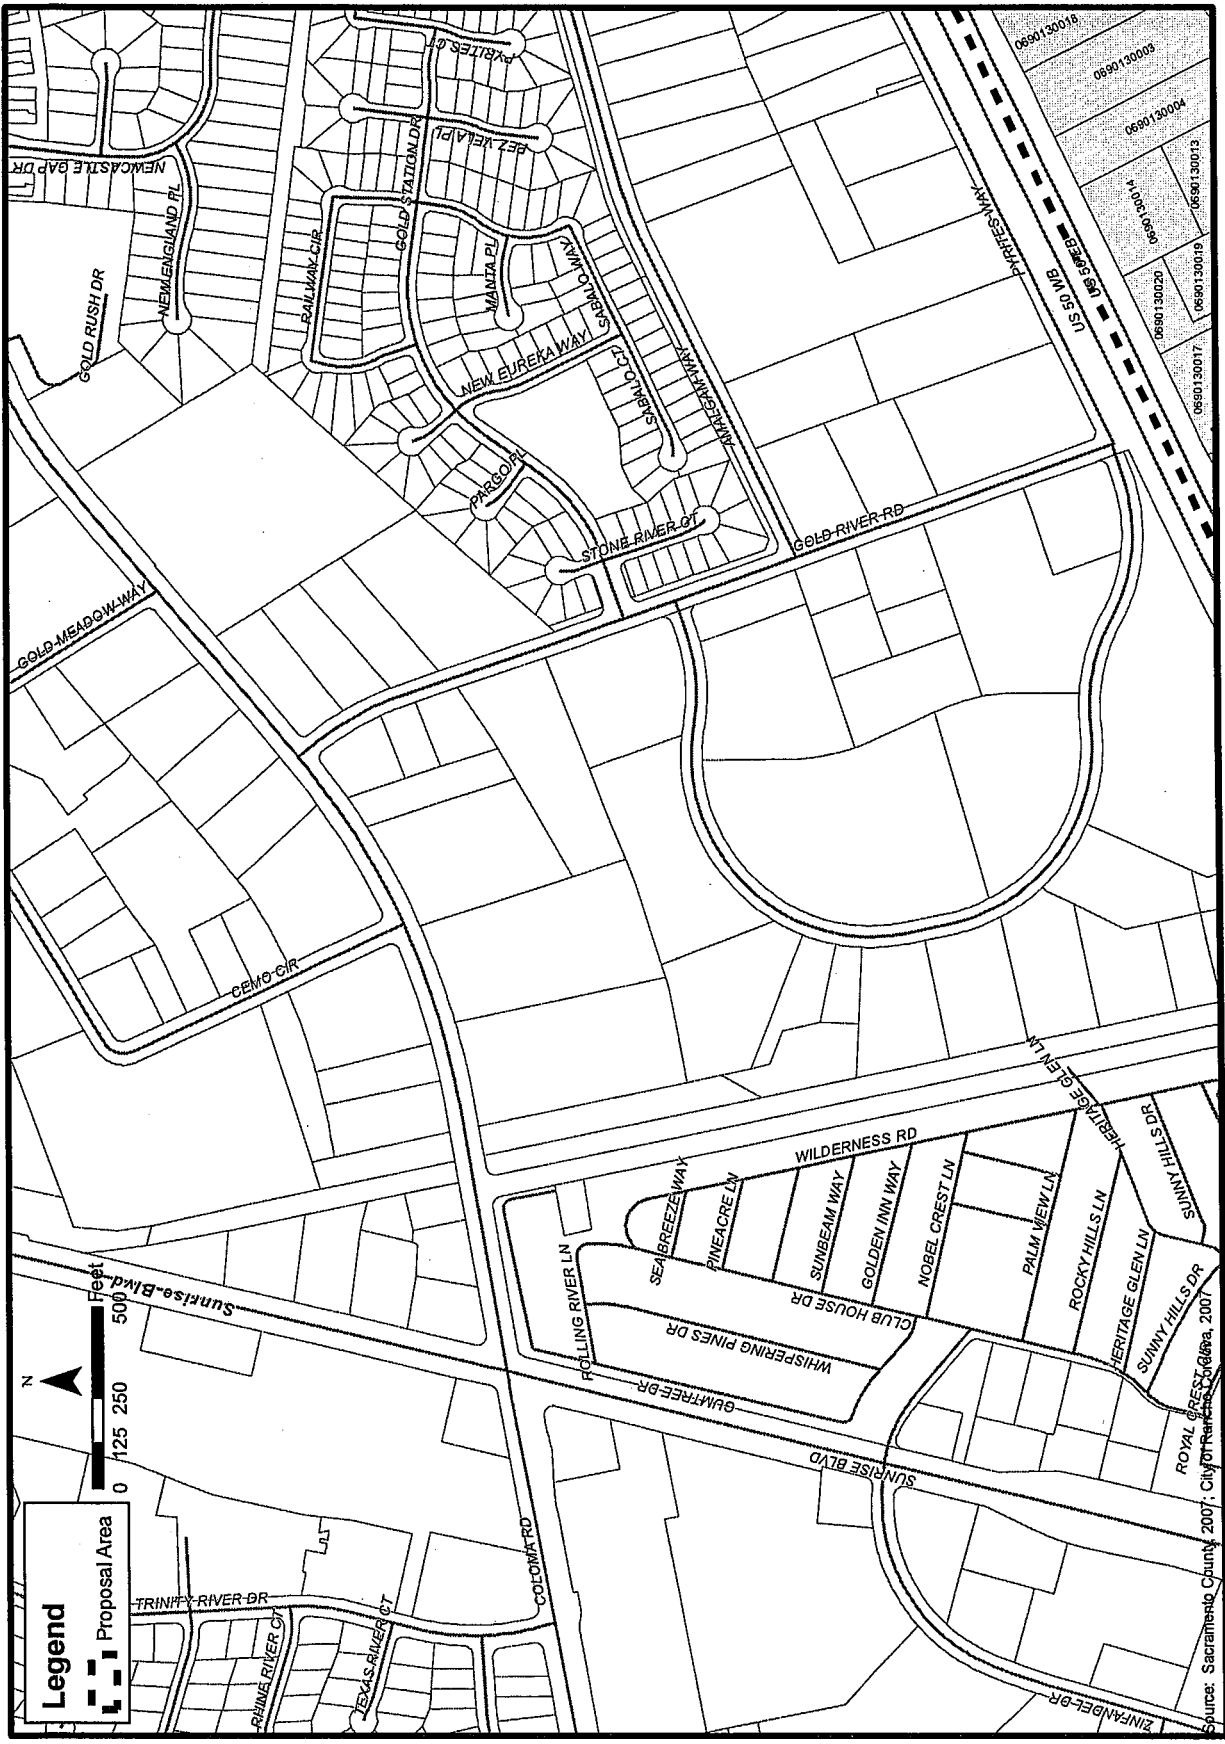 Legend
Proposal Area
N
0 125 250 500
Feet
TRINITY RIVER DR
RHINE RIVER CT
TEXAS RIVER CT
COLOMA RD
Sunrise Blvd
SUNRISE BLVD
ZINFANDEL DR
GUMTREE DR
ROLLING RIVER LN
WHISPERING PINES DR
CLUB HOUSE DR
SEA BREEZE WAY
PINEACRE LN
SUNBEAM WAY
GOLDEN INN WAY
NOBEL CREST LN
PALM VIEW LN
ROCKY HILLS LN
HERITAGE GLEN LN
SUNNY HILLS DR
ROYAL CREST CIR
WILDERNESS RD
HERITAGE GLEN LN
SUNNY HILLS DR
CEMO CIR
GOLD MEADOW WAY
GOLD RUSH DR
NEW ENGLAND PL
NEWCASTLE GAP DR
RAILWAY CIR
GOLD STATION DR
BEZ VELA PL
PYRITES CT
MANTA PL
SABALO WAY
NEW EUREKA WAY
SABALO CT
PARGO PL
STONE RIVER CT
AMALGAM WAY
GOLD RIVER RD
PYRITES WAY
US 50 WB
US 50 EB
0690130018
0690130003
0690130004
0690130014
0690130013
0690130020
0690130019
0690130017
Source: Sacramento County, 2007; City of Rancho Cordova, 2007